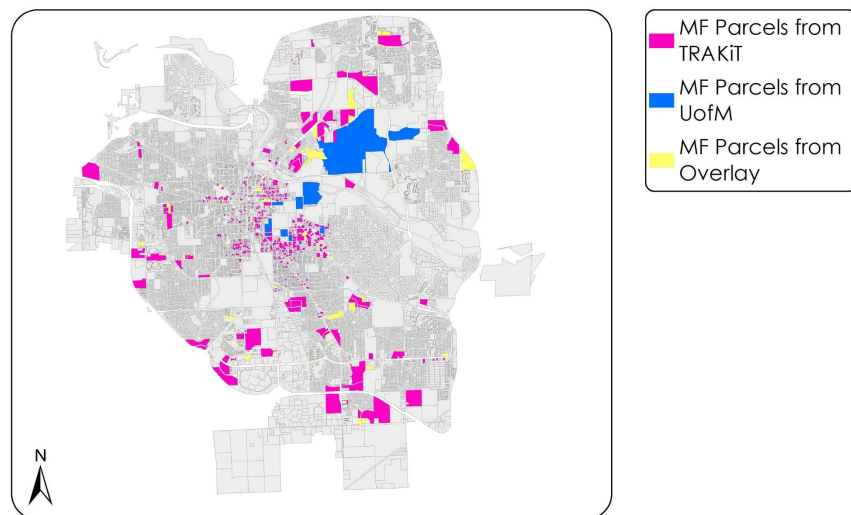 MF Parcels from
TRAKiT
MF Parcels from
UofM
MF Parcels from
Overlay
N